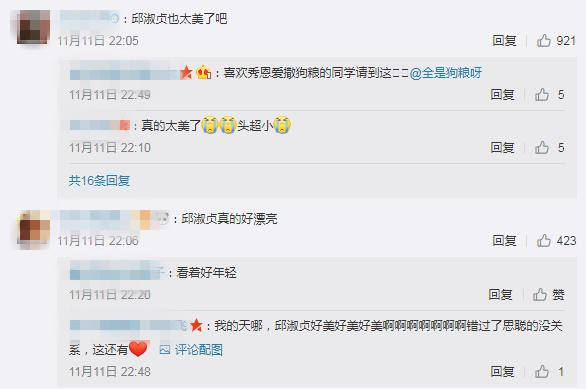 ：邱淑贞也太美了吧
11月11日 22:05
回复
921
：喜欢秀恩爱撒狗粮的同学请到这□□@全是狗粮呀
11月11日 22:49
回复
5
：真的太美了😭😭头超小😭
11月11日 22:10
回复
5
共16条回复
：邱淑贞真的好漂亮
11月11日 22:06
回复
423
：看着好年轻
11月11日 22:20
回复
赞
：我的天哪，邱淑贞好美好美好美啊啊啊啊啊啊啊错过了思聪的没关
系，这还有❤ 评论配图
11月11日 22:48
回复
1